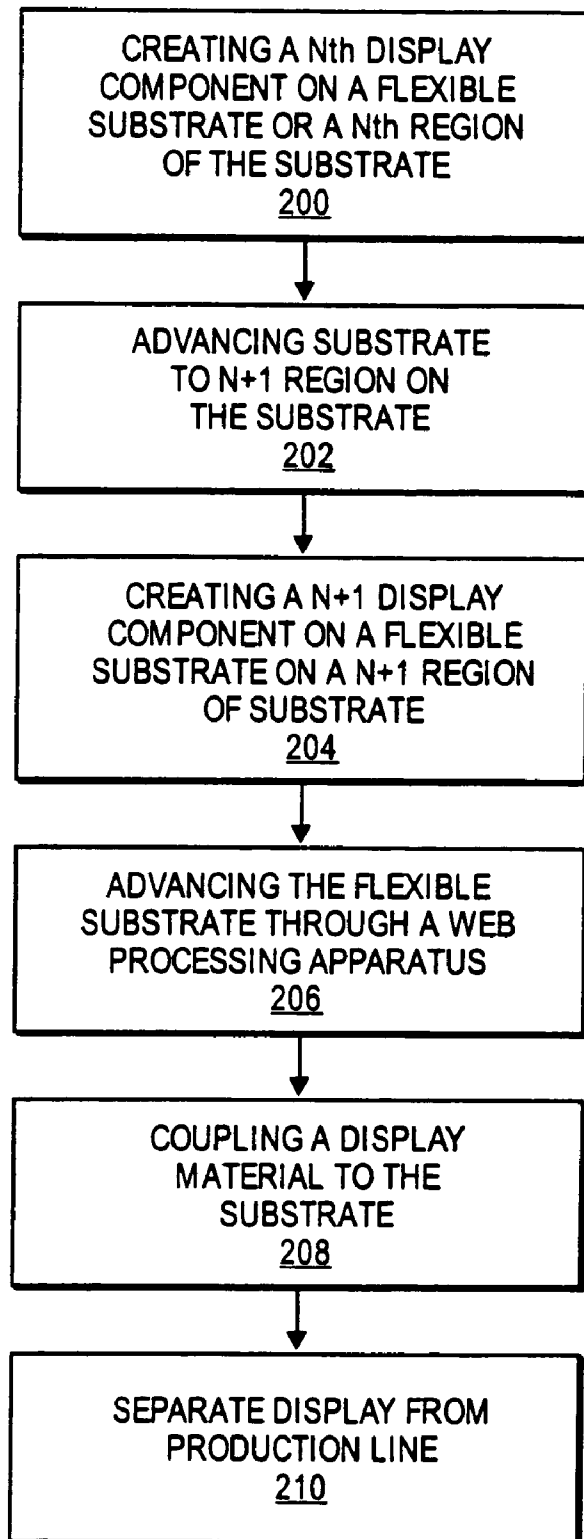 CREATING A Nth DISPLAY
COMPONENT ON A FLEXIBLE
SUBSTRATE OR A Nth REGION
OF THE SUBSTRATE
200
ADVANCING SUBSTRATE
TO N+1 REGION ON
THE SUBSTRATE
202
CREATING A N+1 DISPLAY
COMPONENT ON A FLEXIBLE
SUBSTRATE ON A N+1 REGION
OF SUBSTRATE
204
ADVANCING THE FLEXIBLE
SUBSTRATE THROUGH A WEB
PROCESSING APPARATUS
206
COUPLING A DISPLAY
MATERIAL TO THE
SUBSTRATE
208
SEPARATE DISPLAY FROM
PRODUCTION LINE
210